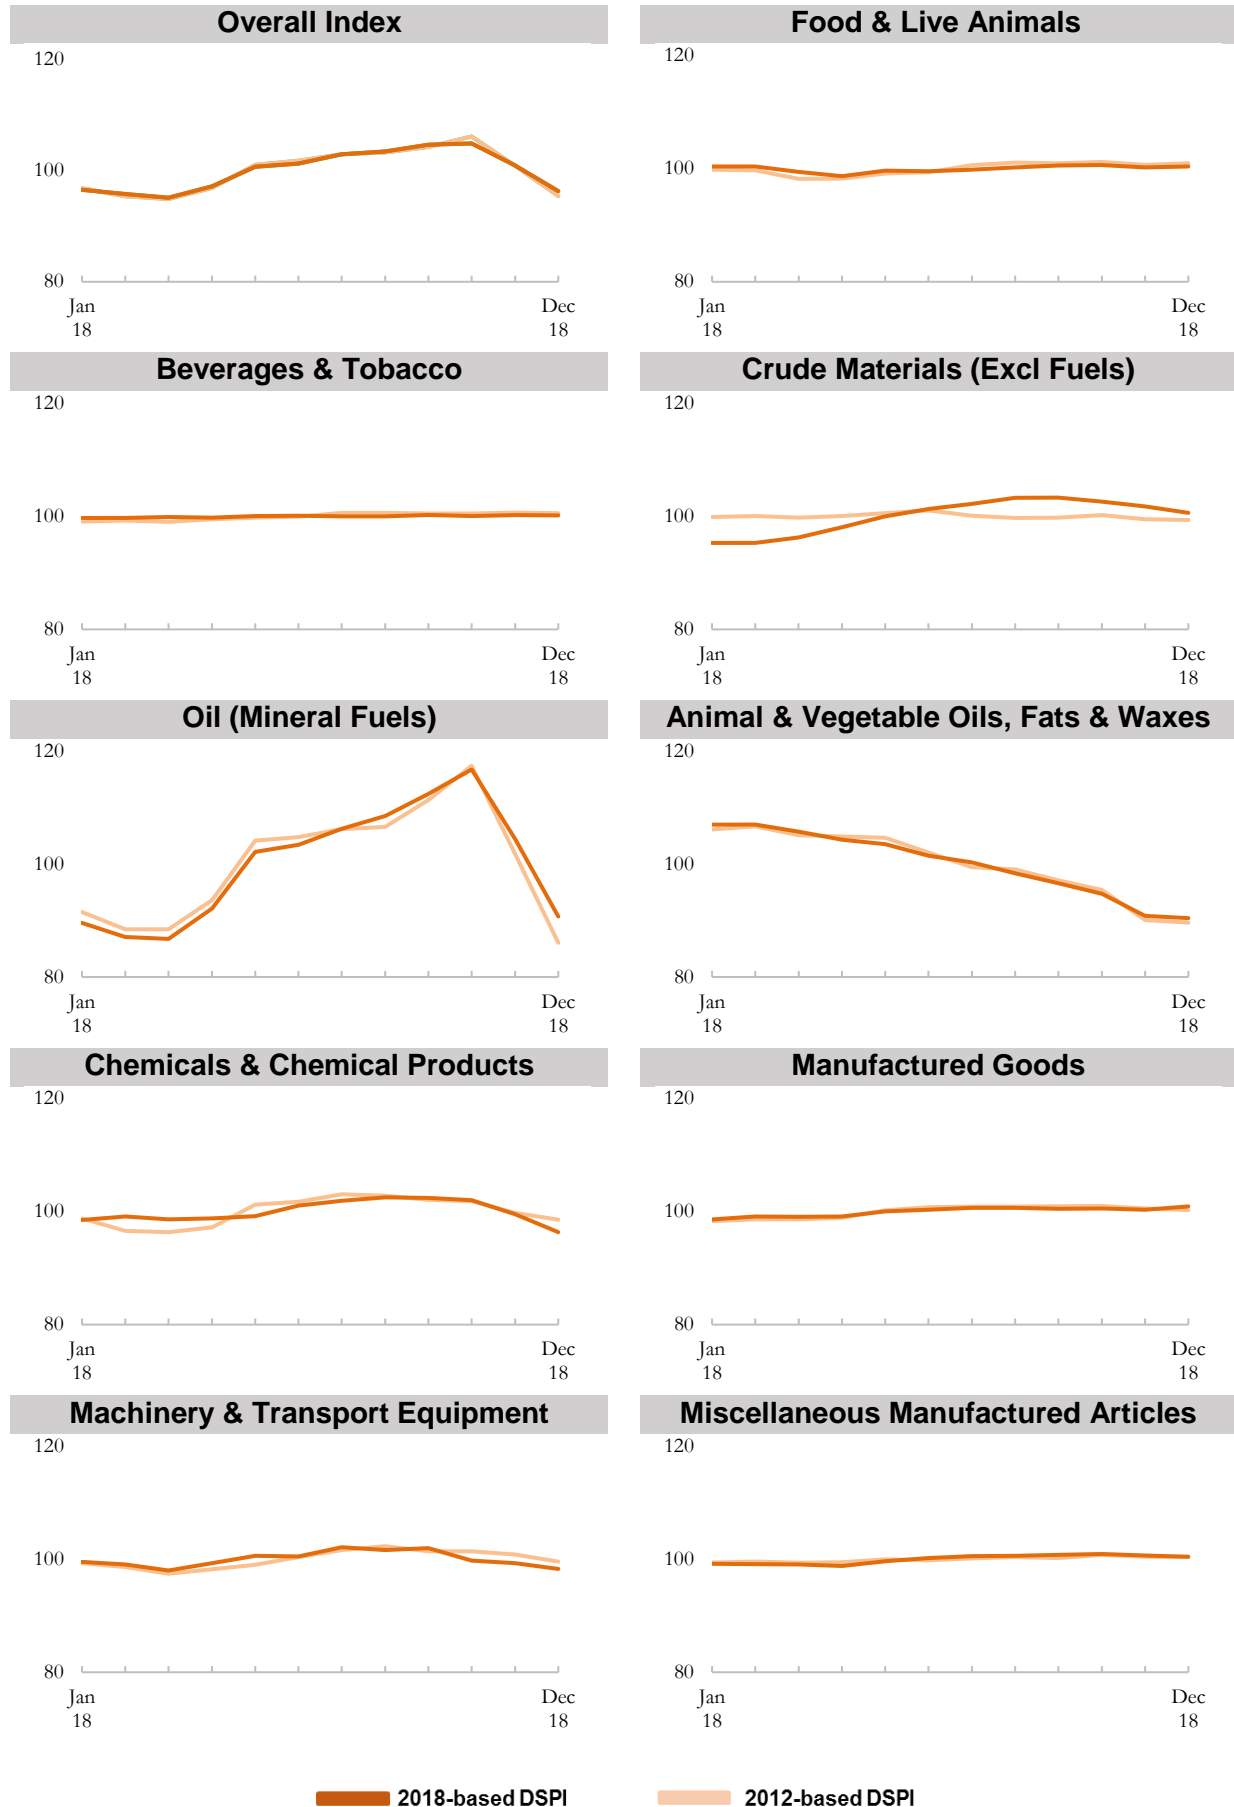 Overall Index
120
100
80
Jan
18
Dec
18
Food & Live Animals
120
100
80
Jan
18
Dec
18
Beverages & Tobacco
120
100
80
Jan
18
Dec
18
Crude Materials (Excl Fuels)
120
100
80
Jan
18
Dec
18
Oil (Mineral Fuels)
120
100
80
Jan
18
Dec
18
Animal & Vegetable Oils, Fats & Waxes
120
100
80
Jan
18
Dec
18
Chemicals & Chemical Products
120
100
80
Jan
18
Dec
18
Manufactured Goods
120
100
80
Jan
18
Dec
18
Machinery & Transport Equipment
120
100
80
Jan
18
Dec
18
Miscellaneous Manufactured Articles
120
100
80
Jan
18
Dec
18
2018-based DSPI
2012-based DSPI